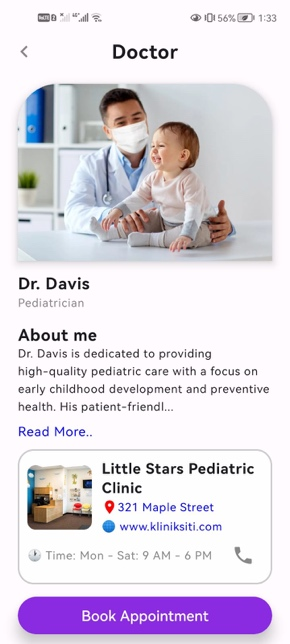 56% 1:33
Doctor
Dr. Davis
Pediatrician
About me
Dr. Davis is dedicated to providing
high-quality pediatric care with a focus on
early childhood development and preventive
health. His patient-friendl...
Read More..
Little Stars Pediatric
Clinic
321 Maple Street
www.kliniksiti.com
Time: Mon - Sat: 9 AM - 6 PM
Book Appointment